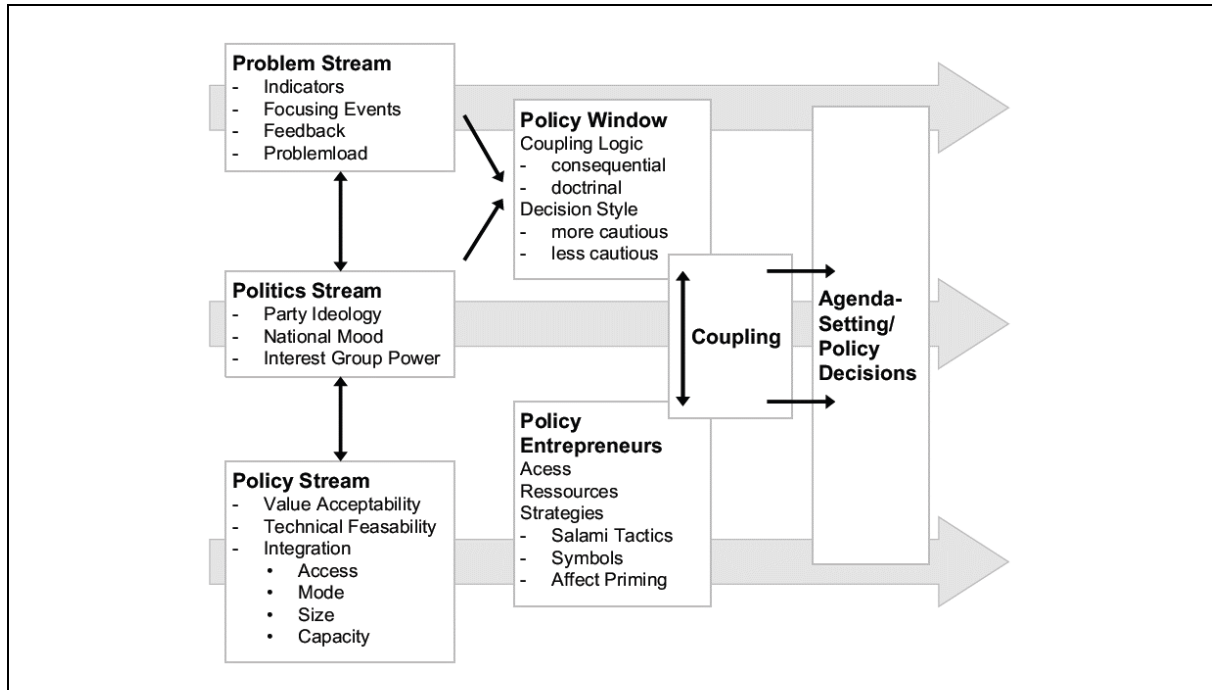 Problem Stream
- Indicators
- Focusing Events
- Feedback
- Problemload
Policy Window
Coupling Logic
- consequential
- doctrinal
Decision Style
- more cautious
- less cautious
Politics Stream
- Party Ideology
- National Mood
- Interest Group Power
Coupling
Agenda-
Setting/
Policy
Decisions
Policy Stream
- Value Acceptability
- Technical Feasability
- Integration
• Access
• Mode
• Size
• Capacity
Policy
Entrepreneurs
Acess
Ressources
Strategies
- Salami Tactics
- Symbols
- Affect Priming